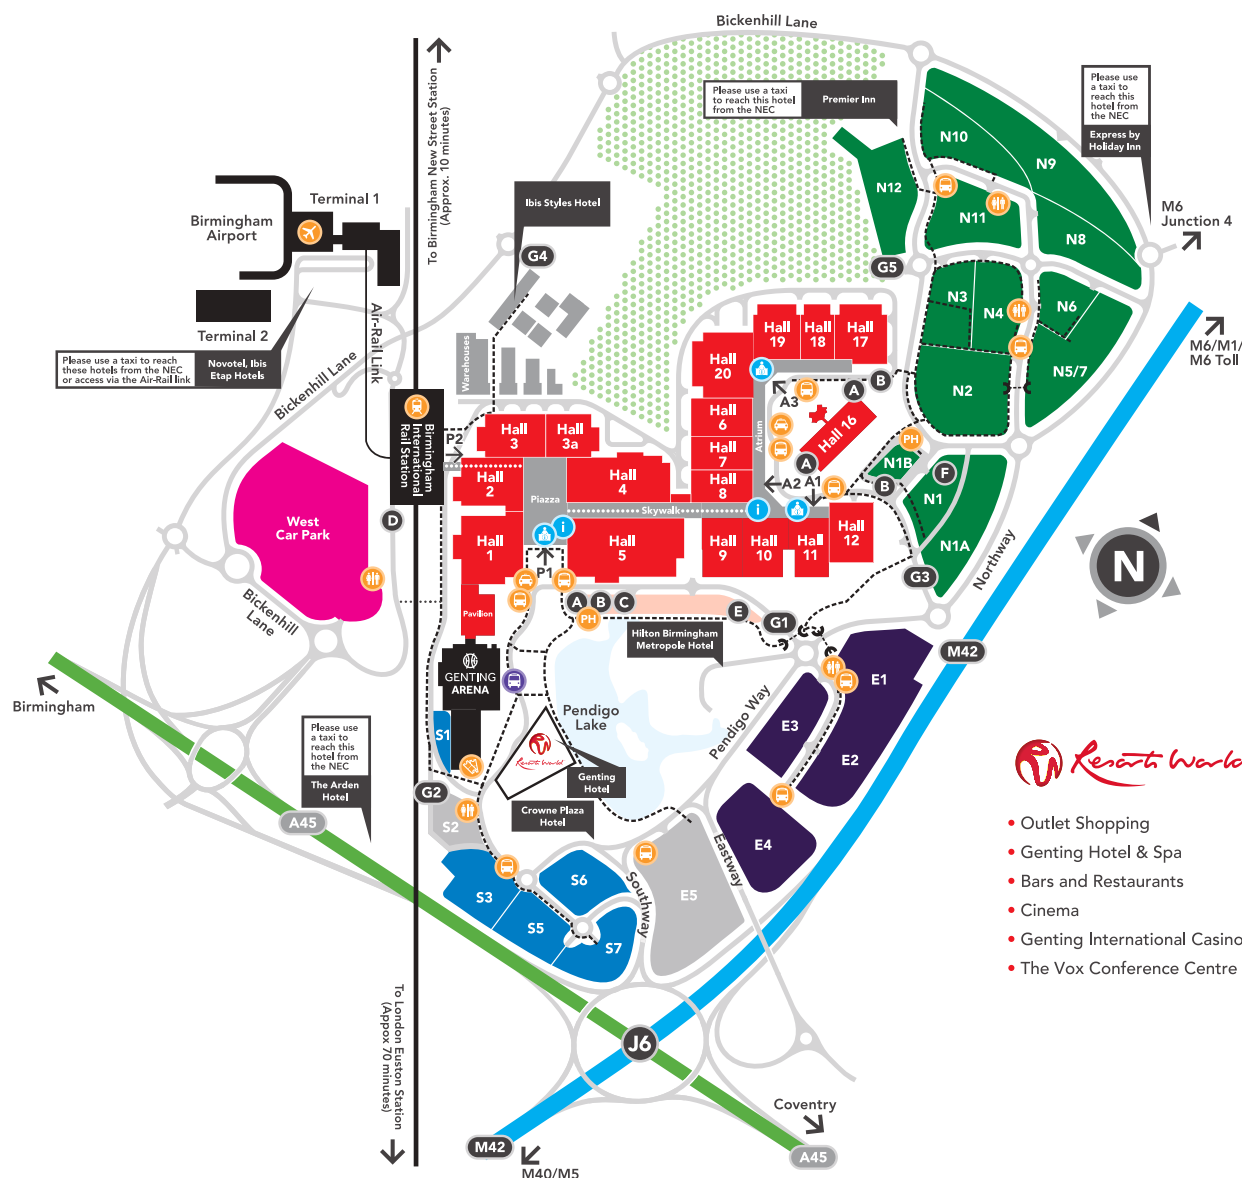 Bickenhill Lane
To Birmingham New Street Station
(Approx. 10 minutes)
Please use a taxi
to reach this hotel
from the NEC
Premier Inn
Please use
a taxi to
reach this
hotel from
the NEC
Express by
Holiday Inn
M6
Junction 4
N10
N9
N12
N11
N8
G5
N3
N4
N6
N2
N5/7
M6/M1/
M6 Toll
Terminal 1
Birmingham
Airport
Terminal 2
Air-Rail Link
Please use a taxi to reach
these hotels from the NEC
or access via the Air-Rail link
Novotel, Ibis
Etap Hotels
Bickenhill Lane
Ibis Styles Hotel
G4
Warehouses
Birmingham
International
Rail Station
P2
Hall
3
Hall
3a
Hall
2
Hall
4
Piazza
Skywalk
Hall
1
Hall
5
P1
Pavilion
Hall
19
Hall
18
Hall
17
Hall
20
Hall
6
Hall
7
Hall
8
Atrium
A3
A
B
Hall 16
A
A2
A1
Hall
9
Hall
10
Hall
11
Hall
12
i
i
PH
N1B
F
B
N1
N1A
G3
Northway
N
West
Car Park
D
Bickenhill
Lane
A
B
C
E
G1
PH
Hilton Birmingham
Metropole Hotel
M42
GENTING
ARENA
Pendigo
Lake
Pendigo Way
E1
E3
E2
E4
E5
Eastway
Southway
Birmingham
A45
Please use
a taxi to
reach this
hotel from
the NEC
The Arden
Hotel
S1
G2
S2
Resorts World
Genting
Hotel
Crowne Plaza
Hotel
S3
S5
S6
S7
Resorts World
• Outlet Shopping
• Genting Hotel & Spa
• Bars and Restaurants
• Cinema
• Genting International Casino
• The Vox Conference Centre
To London Euston Station
(Appox 70 minutes)
J6
M42
M40/M5
Coventry
A45